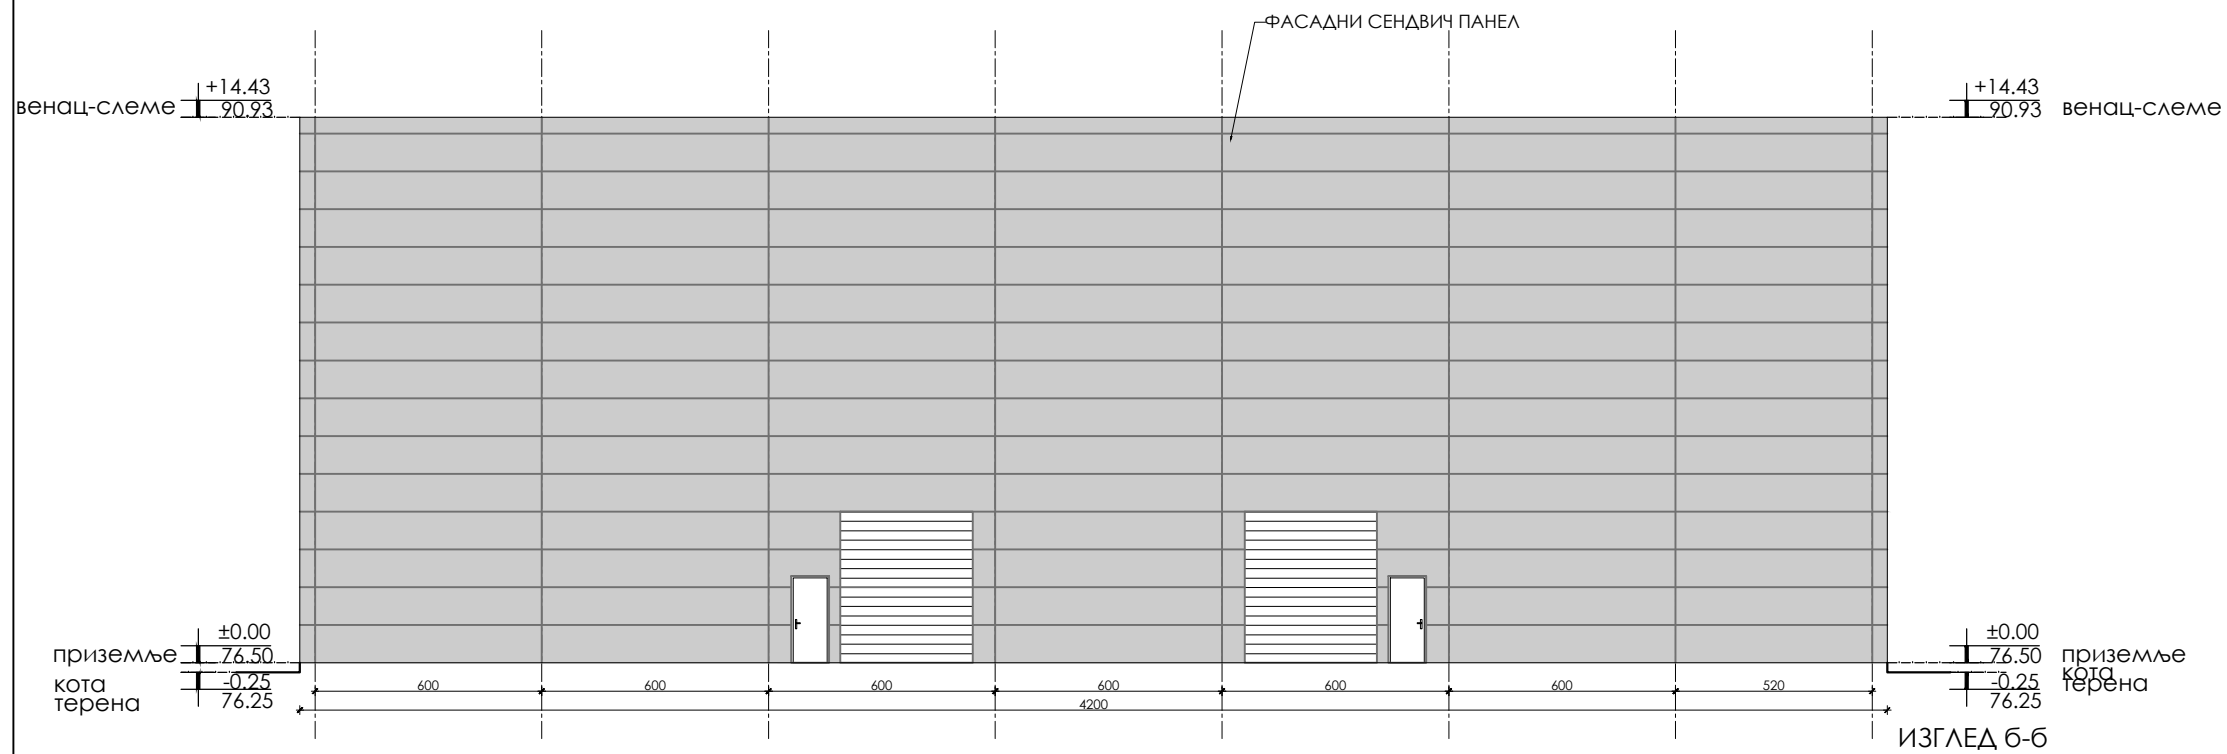 ФАСАДНИ СЕНДВИЧ ПАНЕЛ
+14.43
венац-слеме 90.93
+14.43
90.93 венац-слеме
±0.00
приземље 76.50
кота -0.25
терена 76.25
±0.00
76.50 приземље
-0.25 кота
терена
76.25
600 600 600 600 600 600 520
4200
ИЗГЛЕД б-б